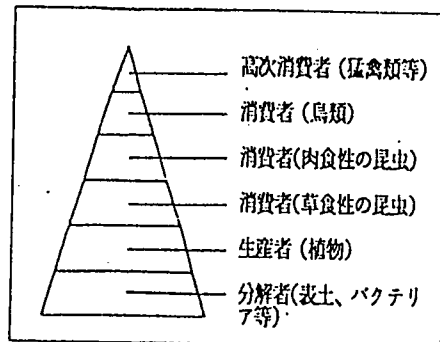 高次消費者(猛禽類等)
消費者(鳥類)
消費者(肉食性の昆虫)
消費者(草食性の昆虫)
生産者(植物)
分解者(表土、バクテリ
ア等)